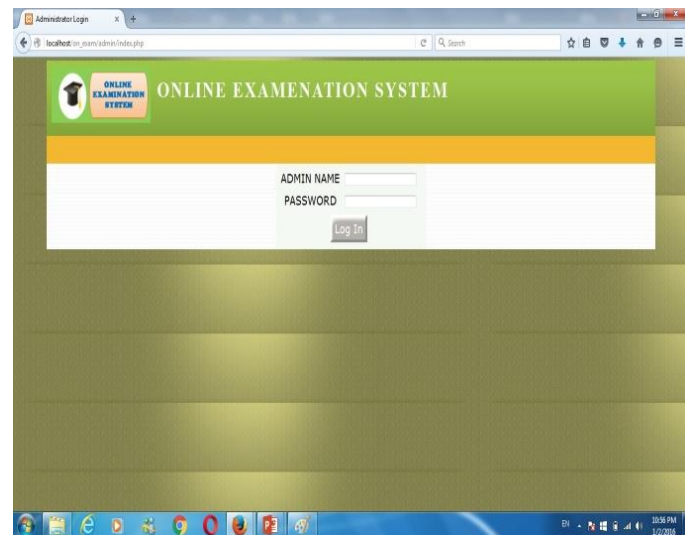 Administrator Login
localhost/on_exam/admin/index.php
Search
ONLINE
EXAMINATION
SYSTEM
ONLINE EXAMENATION SYSTEM
ADMIN NAME
PASSWORD
Log In
EN
10:56 PM
1/2/2016